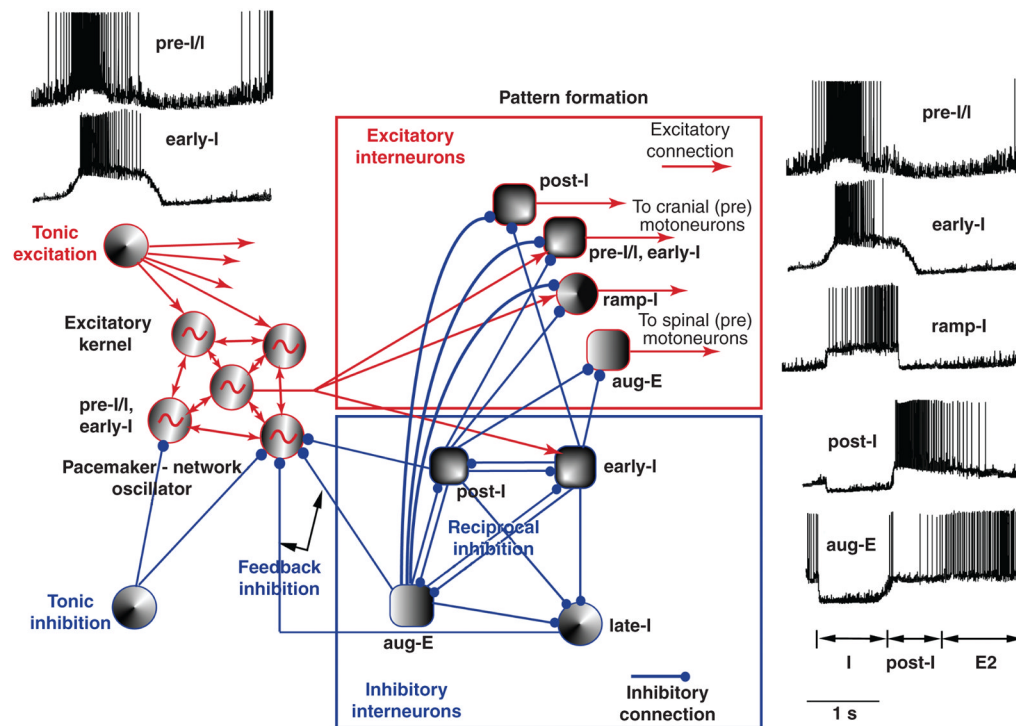 pre-I/I
early-I
Tonic
excitation
Excitatory
kernel
pre-I/I,
early-I
Pacemaker - network
oscillator
Tonic
inhibition
Feedback
inhibition
Pattern formation
Excitatory
interneurons
Excitatory
connection
post-I
To cranial (pre)
motoneurons
pre-I/I, early-I
ramp-I
To spinal (pre)
motoneurons
aug-E
early-I
post-I
Reciprocal
inhibition
aug-E
late-I
Inhibitory
interneurons
Inhibitory
connection
pre-I/I
early-I
ramp-I
post-I
aug-E
I post-I E2
1 s